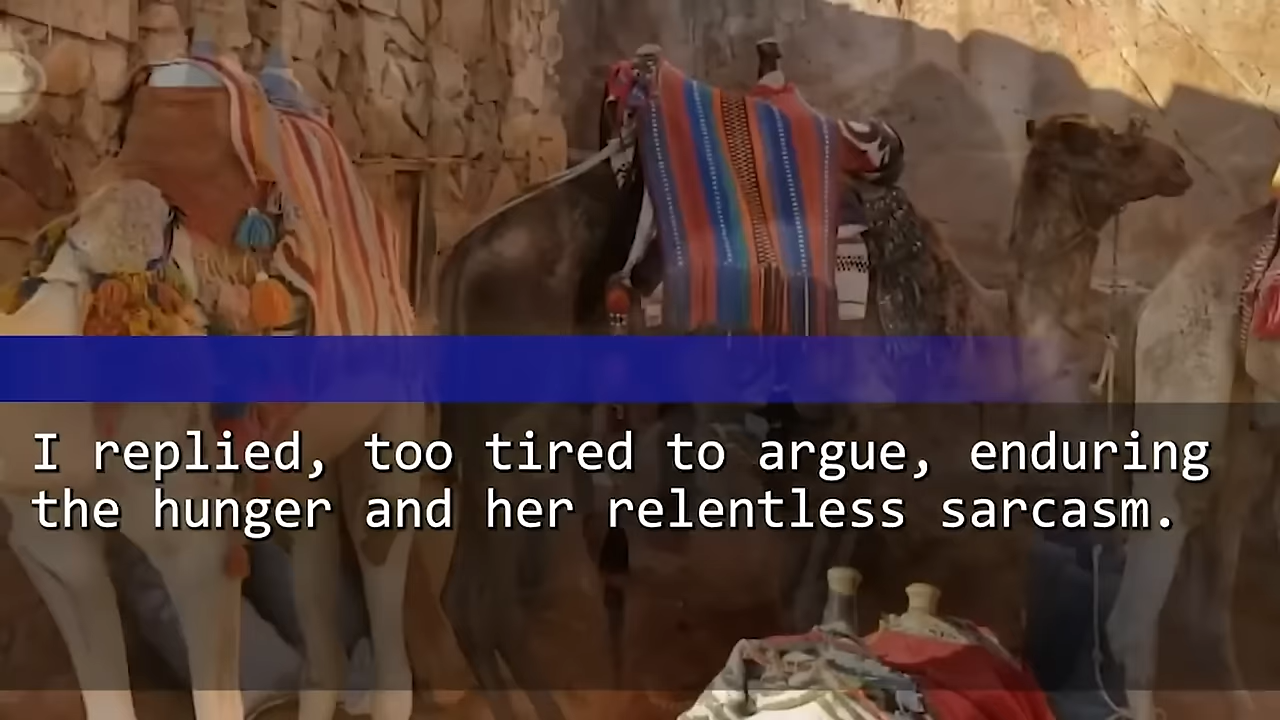 I replied, too tired to argue, enduring
the hunger and her relentless sarcasm.